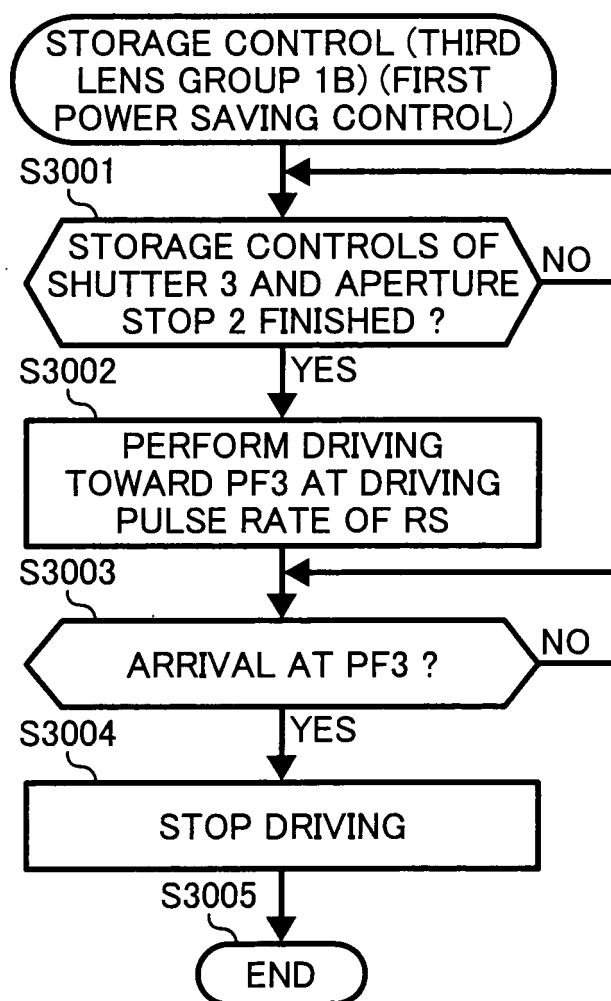 STORAGE CONTROL (THIRD
LENS GROUP 1B) (FIRST
POWER SAVING CONTROL)
S3001
STORAGE CONTROLS OF
SHUTTER 3 AND APERTURE
STOP 2 FINISHED ?
NO
YES
S3002
PERFORM DRIVING
TOWARD PF3 AT DRIVING
PULSE RATE OF RS
S3003
ARRIVAL AT PF3 ?
NO
YES
S3004
STOP DRIVING
S3005
END